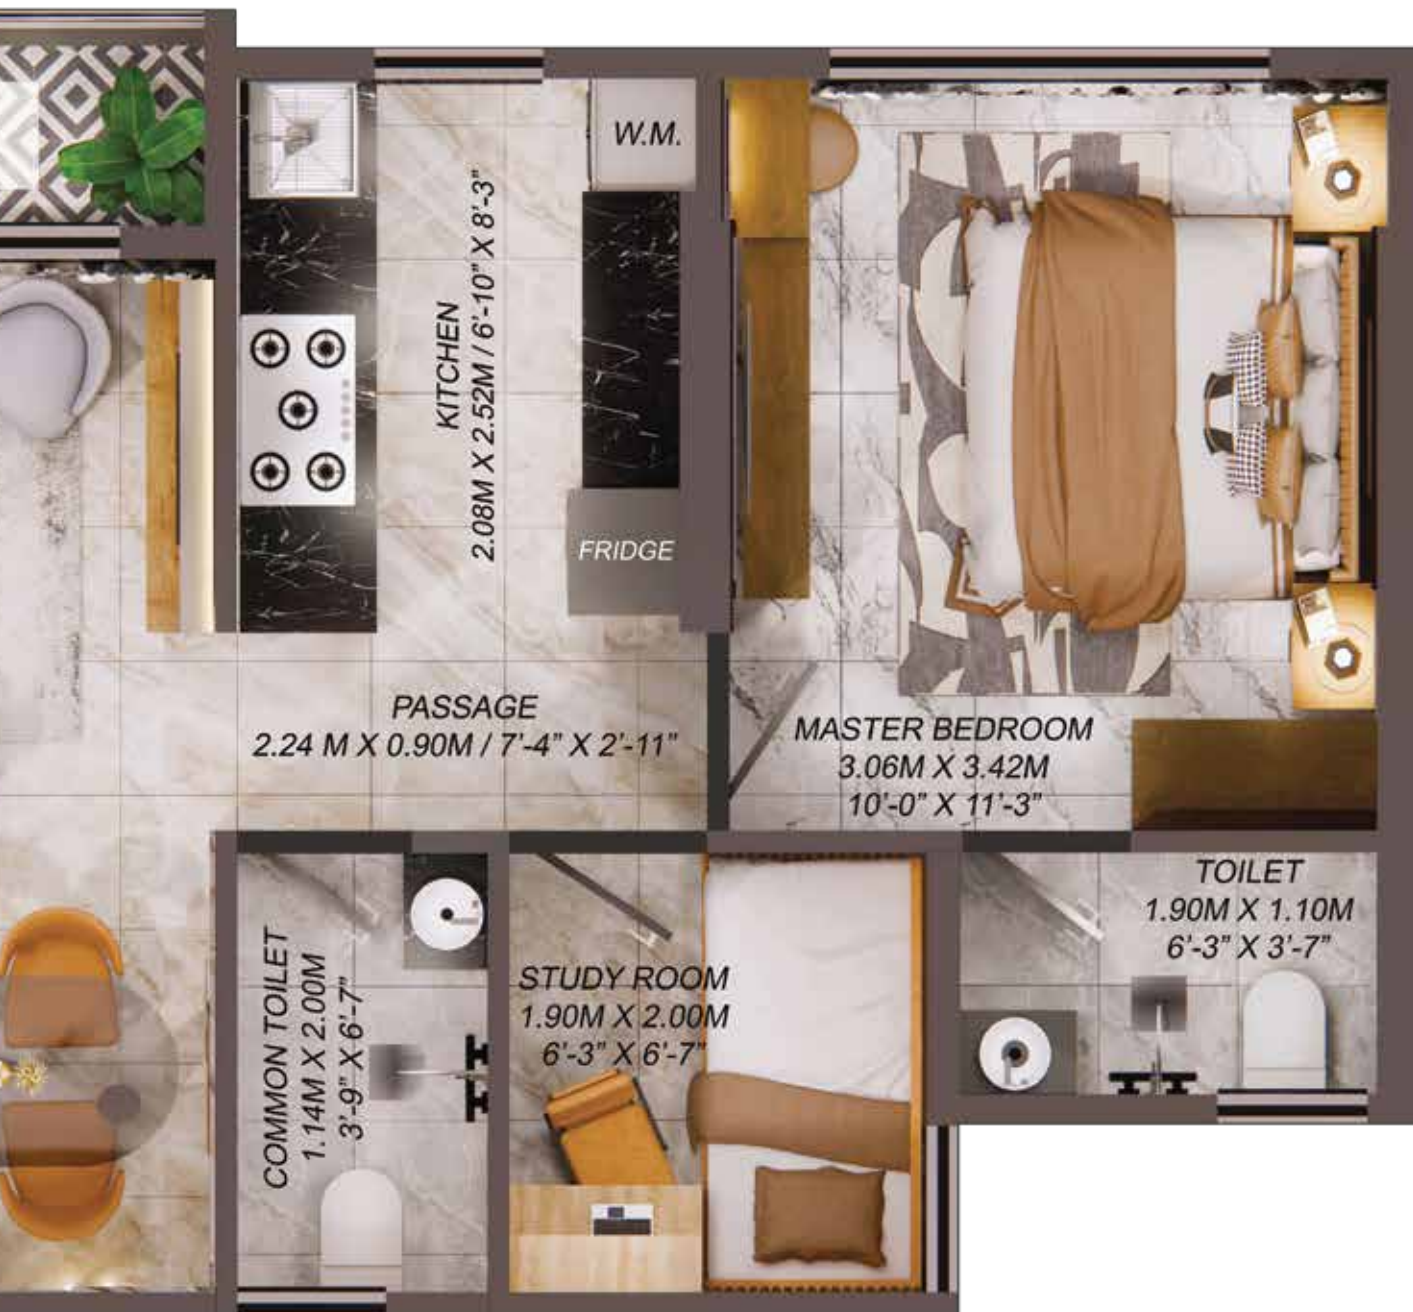 W.M.
KITCHEN
2.08M X 2.52M / 6'-10" X 8'-3"
FRIDGE
PASSAGE
2.24 M X 0.90M / 7'-4" X 2'-11"
MASTER BEDROOM
3.06M X 3.42M
10'-0" X 11'-3"
TOILET
1.90M X 1.10M
6'-3" X 3'-7"
STUDY ROOM
1.90M X 2.00M
6'-3" X 6'-7"
COMMON TOILET
1.14M X 2.00M
3'-9" X 6'-7"